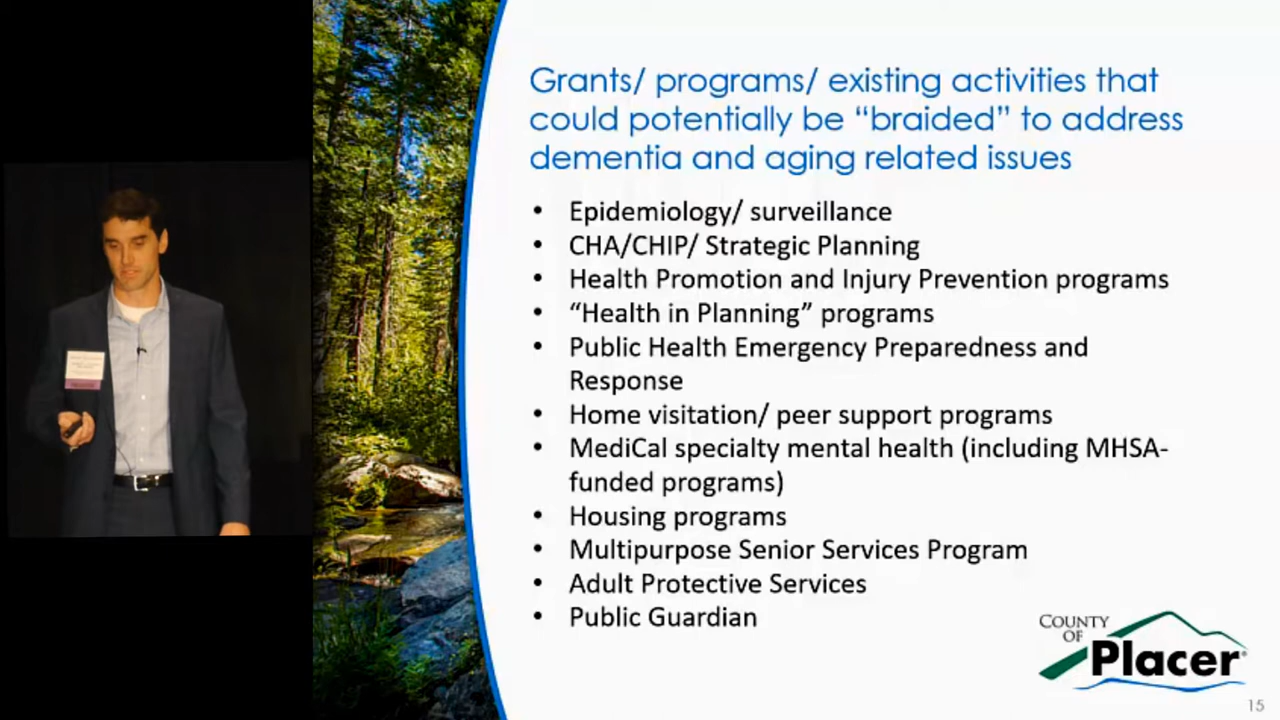 Grants/ programs/ existing activities that
could potentially be “braided” to address
dementia and aging related issues
• Epidemiology/ surveillance
• CHA/CHIP/ Strategic Planning
• Health Promotion and Injury Prevention programs
• “Health in Planning” programs
• Public Health Emergency Preparedness and
Response
• Home visitation/ peer support programs
• MediCal specialty mental health (including MHSA-
funded programs)
• Housing programs
• Multipurpose Senior Services Program
• Adult Protective Services
• Public Guardian
COUNTY
OF
Placer®
15